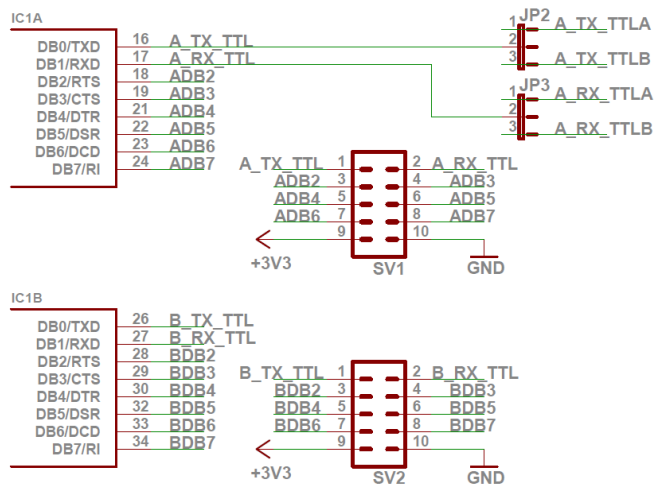 IC1A
JP2
DB0/TXD 16 A_TX_TTL 1 A_TX_TTLA
2
DB1/RXD 17 A_RX_TTL 3 A_TX_TTLB
DB2/RTS 18 ADB2
JP3
DB3/CTS 19 ADB3 1 A_RX_TTLA
DB4/DTR 21 ADB4 2
DB5/DSR 22 ADB5 3 A_RX_TTLB
DB6/DCD 23 ADB6
DB7/RI 24 ADB7
A_TX_TTL 1 2 A_RX_TTL
ADB2 3 4 ADB3
ADB4 5 6 ADB5
ADB6 7 8 ADB7
9 10
+3V3 SV1 GND
IC1B
DB0/TXD 26 B_TX_TTL
DB1/RXD 27 B_RX_TTL
DB2/RTS 28 BDB2
DB3/CTS 29 BDB3
DB4/DTR 30 BDB4
DB5/DSR 32 BDB5
DB6/DCD 33 BDB6
DB7/RI 34 BDB7
B_TX_TTL 1 2 B_RX_TTL
BDB2 3 4 BDB3
BDB4 5 6 BDB5
BDB6 7 8 BDB7
9 10
+3V3 SV2 GND